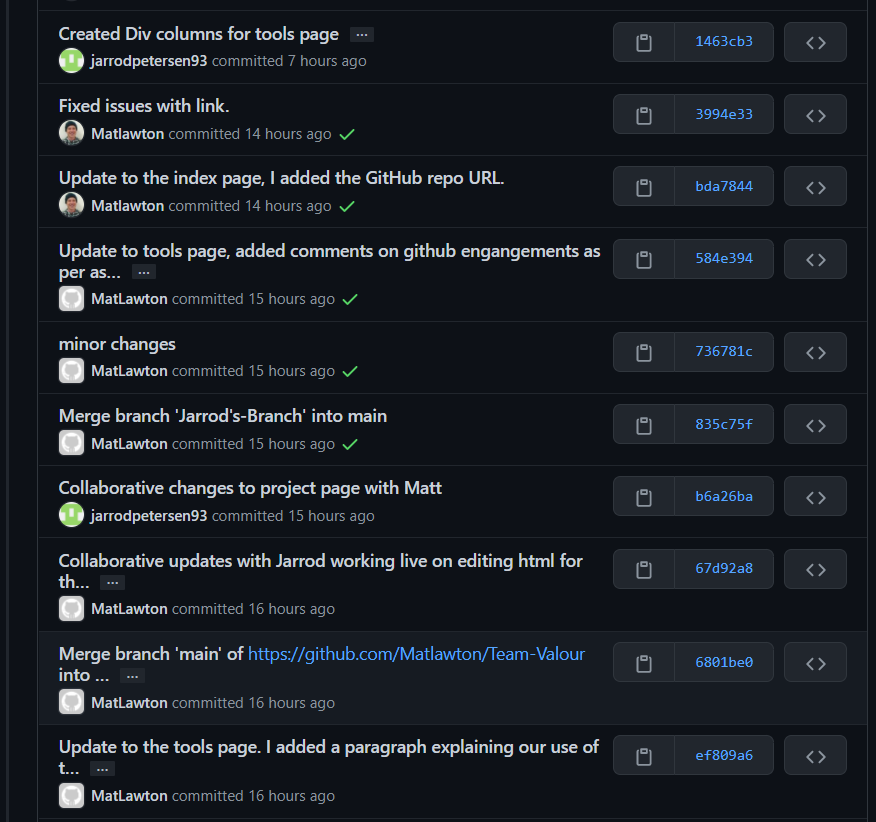 Created Div columns for tools page ...
jarrodpetersen93 committed 7 hours ago
1463cb3
Fixed issues with link.
Matlawton committed 14 hours ago
3994e33
Update to the index page, I added the GitHub repo URL.
Matlawton committed 14 hours ago
bda7844
Update to tools page, added comments on github engangements as
per as... ...
MatLawton committed 15 hours ago
584e394
minor changes
MatLawton committed 15 hours ago
736781c
Merge branch 'Jarrod's-Branch' into main
MatLawton committed 15 hours ago
835c75f
Collaborative changes to project page with Matt
jarrodpetersen93 committed 15 hours ago
b6a26ba
Collaborative updates with Jarrod working live on editing html for
th... ...
MatLawton committed 16 hours ago
67d92a8
Merge branch 'main' of https://github.com/Matlawton/Team-Valour
into ... ...
MatLawton committed 16 hours ago
6801be0
Update to the tools page. I added a paragraph explaining our use of
t... ...
MatLawton committed 16 hours ago
ef809a6